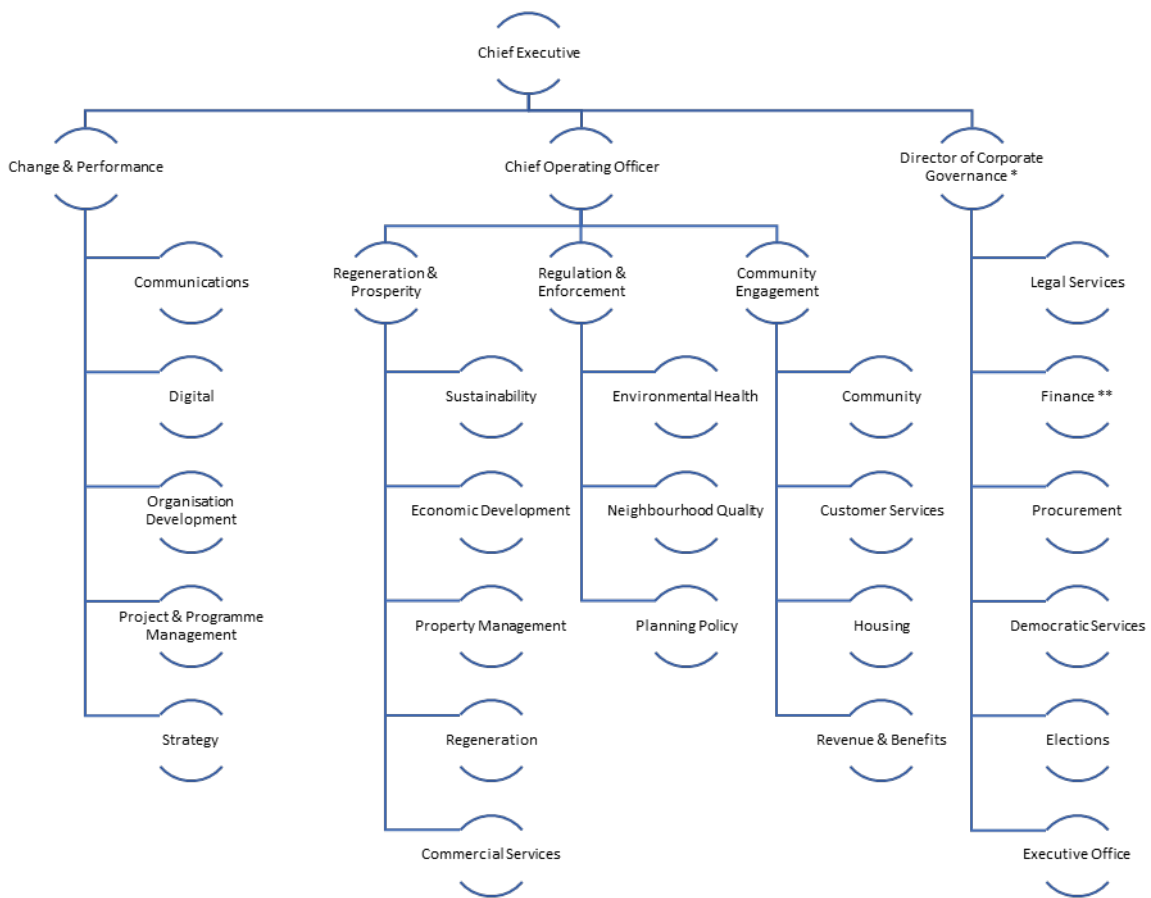 Chief Executive
Change & Performance
Chief Operating Officer
Director of Corporate
Governance *
Communications
Digital
Organisation
Development
Project & Programme
Management
Strategy
Regeneration &
Prosperity
Sustainability
Economic Development
Property Management
Regeneration
Commercial Services
Regulation &
Enforcement
Environmental Health
Neighbourhood Quality
Planning Policy
Community
Engagement
Community
Customer Services
Housing
Revenue & Benefits
Legal Services
Finance **
Procurement
Democratic Services
Elections
Executive Office